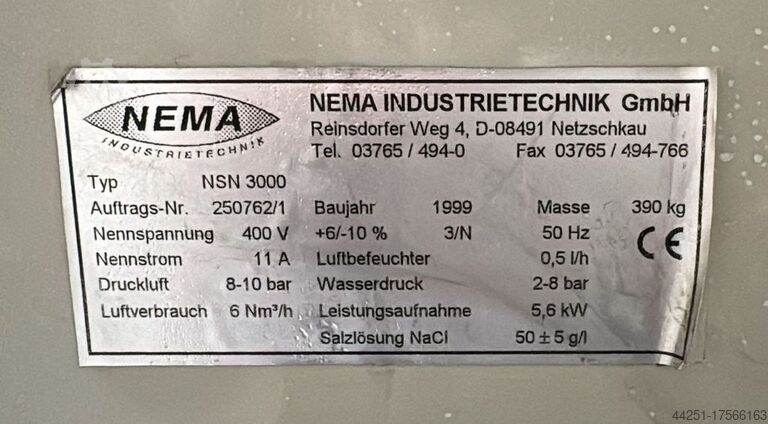 NEMA
INDUSTRIETECHNIK
NEMA INDUSTRIETECHNIK GmbH
Reinsdorfer Weg 4, D-08491 Netzschkau
Tel. 03765 / 494-0 Fax 03765 / 494-766
Typ NSN 3000
Auftrags-Nr. 250762/1 Baujahr 1999 Masse 390 kg
Nennspannung 400 V +6/-10 % 3/N 50 Hz
Nennstrom 11 A Luftbefeuchter 0,5 l/h
CE
Druckluft 8-10 bar Wasserdruck 2-8 bar
Luftverbrauch 6 Nm³/h Leistungsaufnahme 5,6 kW
Salzlösung NaCl 50 ± 5 g/l
44251-17566163